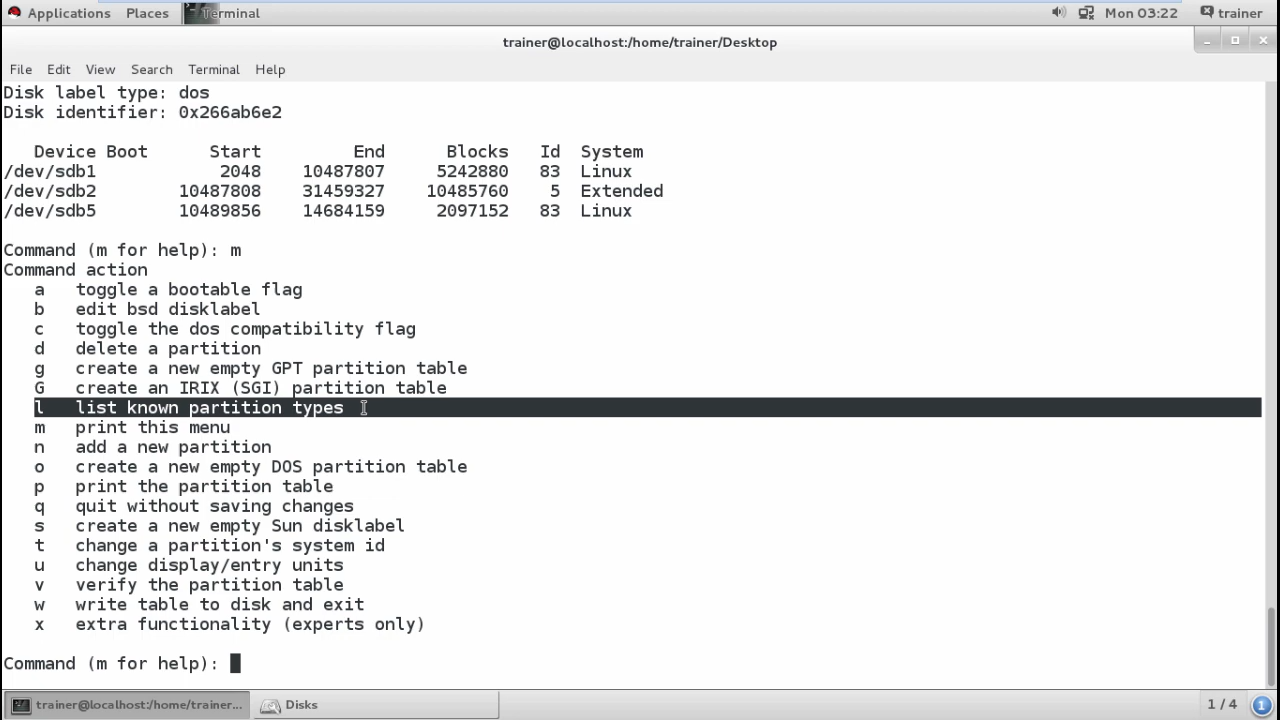 Applications Places Terminal Mon 03:22 trainer
trainer@localhost:/home/trainer/Desktop
File Edit View Search Terminal Help
Disk label type: dos
Disk identifier: 0x266ab6e2
Device Boot Start End Blocks Id System
/dev/sdb1 2048 10487807 5242880 83 Linux
/dev/sdb2 10487808 31459327 10485760 5 Extended
/dev/sdb5 10489856 14684159 2097152 83 Linux
Command (m for help): m
Command action
a toggle a bootable flag
b edit bsd disklabel
c toggle the dos compatibility flag
d delete a partition
g create a new empty GPT partition table
G create an IRIX (SGI) partition table
l list known partition types
m print this menu
n add a new partition
o create a new empty DOS partition table
p print the partition table
q quit without saving changes
s create a new empty Sun disklabel
t change a partition's system id
u change display/entry units
v verify the partition table
w write table to disk and exit
x extra functionality (experts only)
Command (m for help):
trainer@localhost:/home/trainer... Disks 1 / 4 1